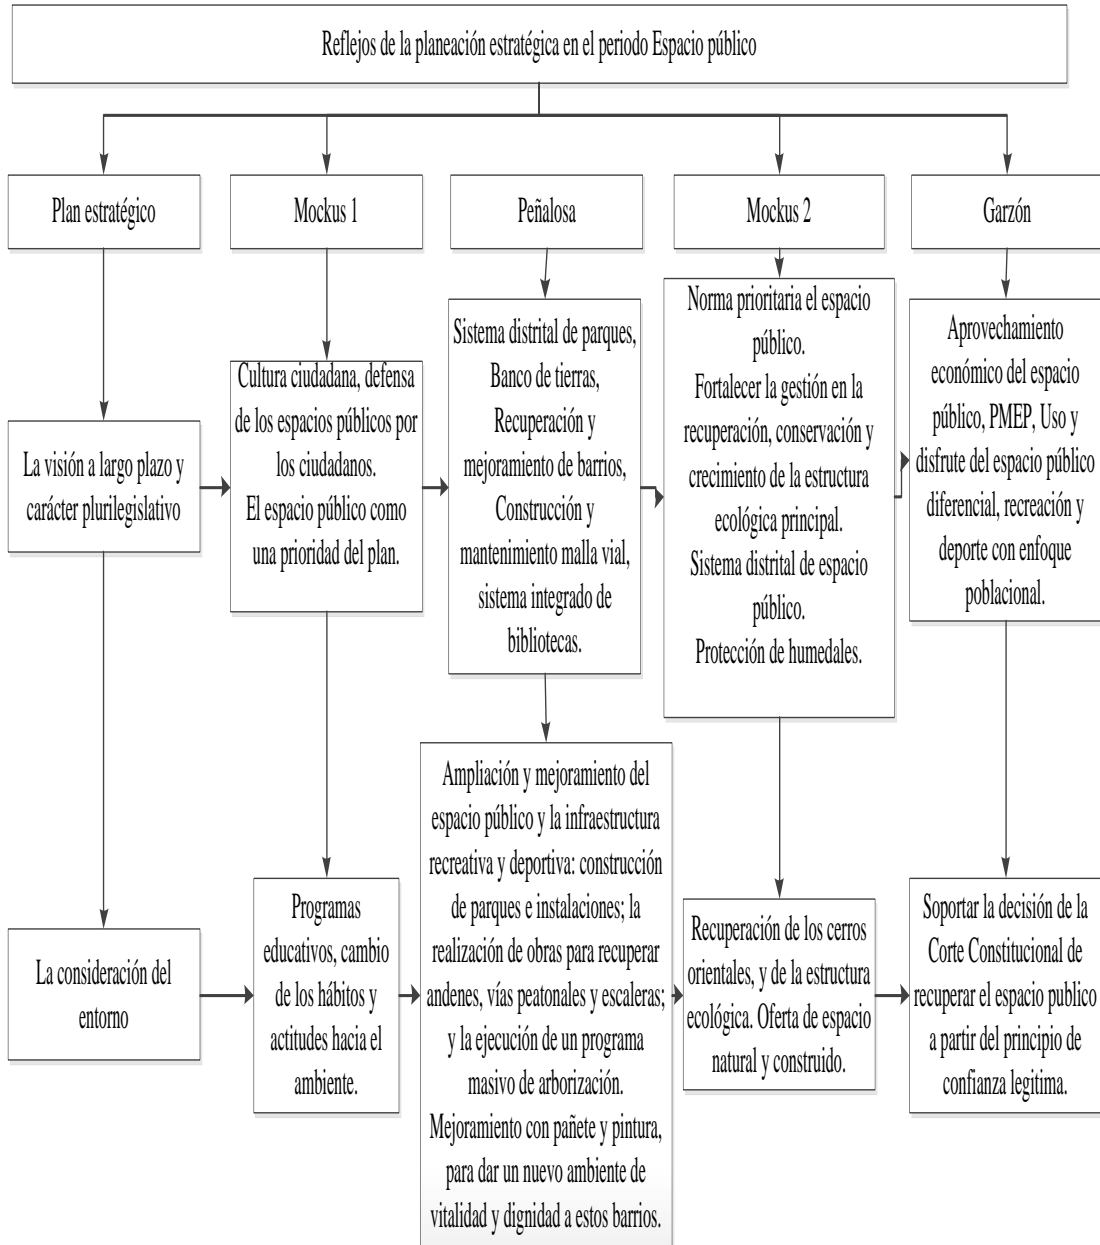 Reflejos de la planeación estratégica en el periodo Espacio público
Plan estratégico
Mockus 1
Peñalosa
Mockus 2
Garzón
La visión a largo plazo y
carácter plurilegislativo
Cultura ciudadana, defensa
de los espacios públicos por
los ciudadanos.
El espacio público como
una prioridad del plan.
Sistema distrital de parques,
Banco de tierras,
Recuperación y
mejoramiento de barrios,
Construcción y
mantenimiento malla vial,
sistema integrado de
bibliotecas.
Norma prioritaria el espacio
público.
Fortalecer la gestión en la
recuperación, conservación y
crecimiento de la estructura
ecológica principal.
Sistema distrital de espacio
público.
Protección de humedales.
Aprovechamiento
económico del espacio
público, PMEP, Uso y
disfrute del espacio público
diferencial, recreación y
deporte con enfoque
poblacional.
La consideración del
entorno
Programas
educativos, cambio
de los hábitos y
actitudes hacia el
ambiente.
Ampliación y mejoramiento del
espacio público y la infraestructura
recreativa y deportiva: construcción
de parques e instalaciones; la
realización de obras para recuperar
andenes, vías peatonales y escaleras;
y la ejecución de un programa
masivo de arborización.
Mejoramiento con pañete y pintura,
para dar un nuevo ambiente de
vitalidad y dignidad a estos barrios.
Recuperación de los cerros
orientales, y de la estructura
ecológica. Oferta de espacio
natural y construido.
Soportar la decisión de la
Corte Constitucional de
recuperar el espacio publico
a partir del principio de
confianza legitima.